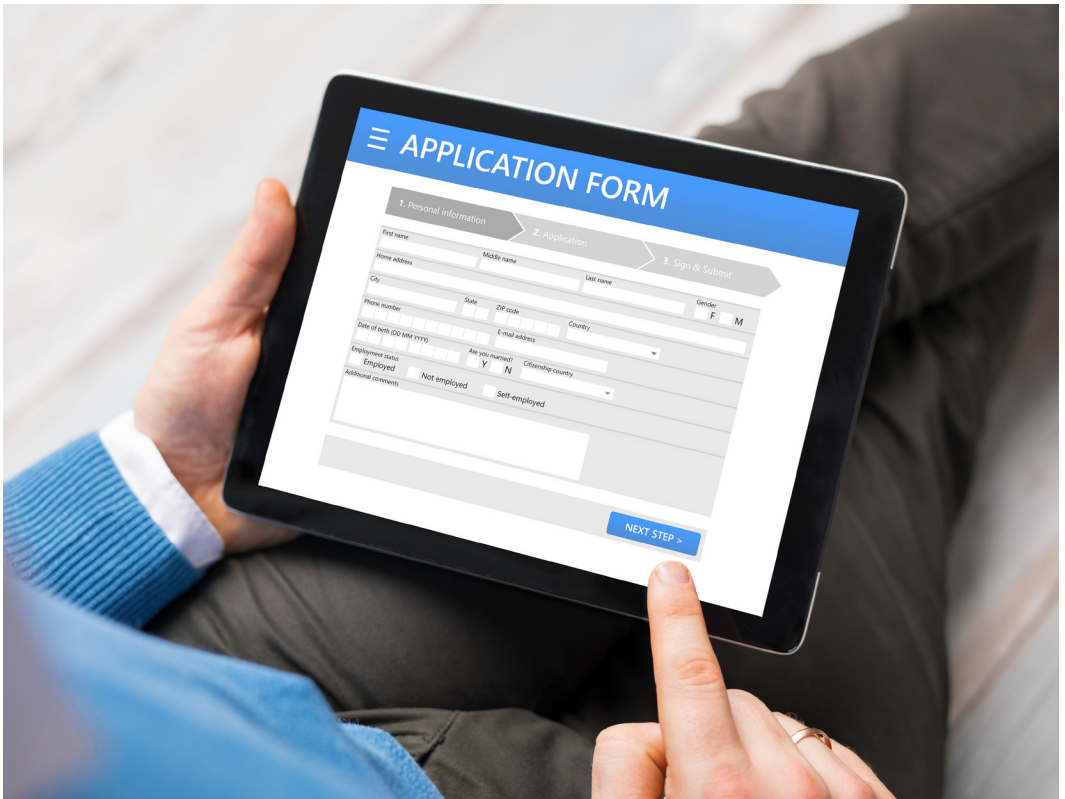 APPLICATION FORM
1. Personal information
2. Application
3. Sign & Submit
First name
Middle name
Last name
Gender
F M
Home address
City
State
ZIP code
Country
Phone number
E-mail address
Date of birth (DD MM YYYY)
Are you married?
Y N
Citizenship country
Employment status
Employed
Not employed
Self-employed
Additional comments
NEXT STEP >